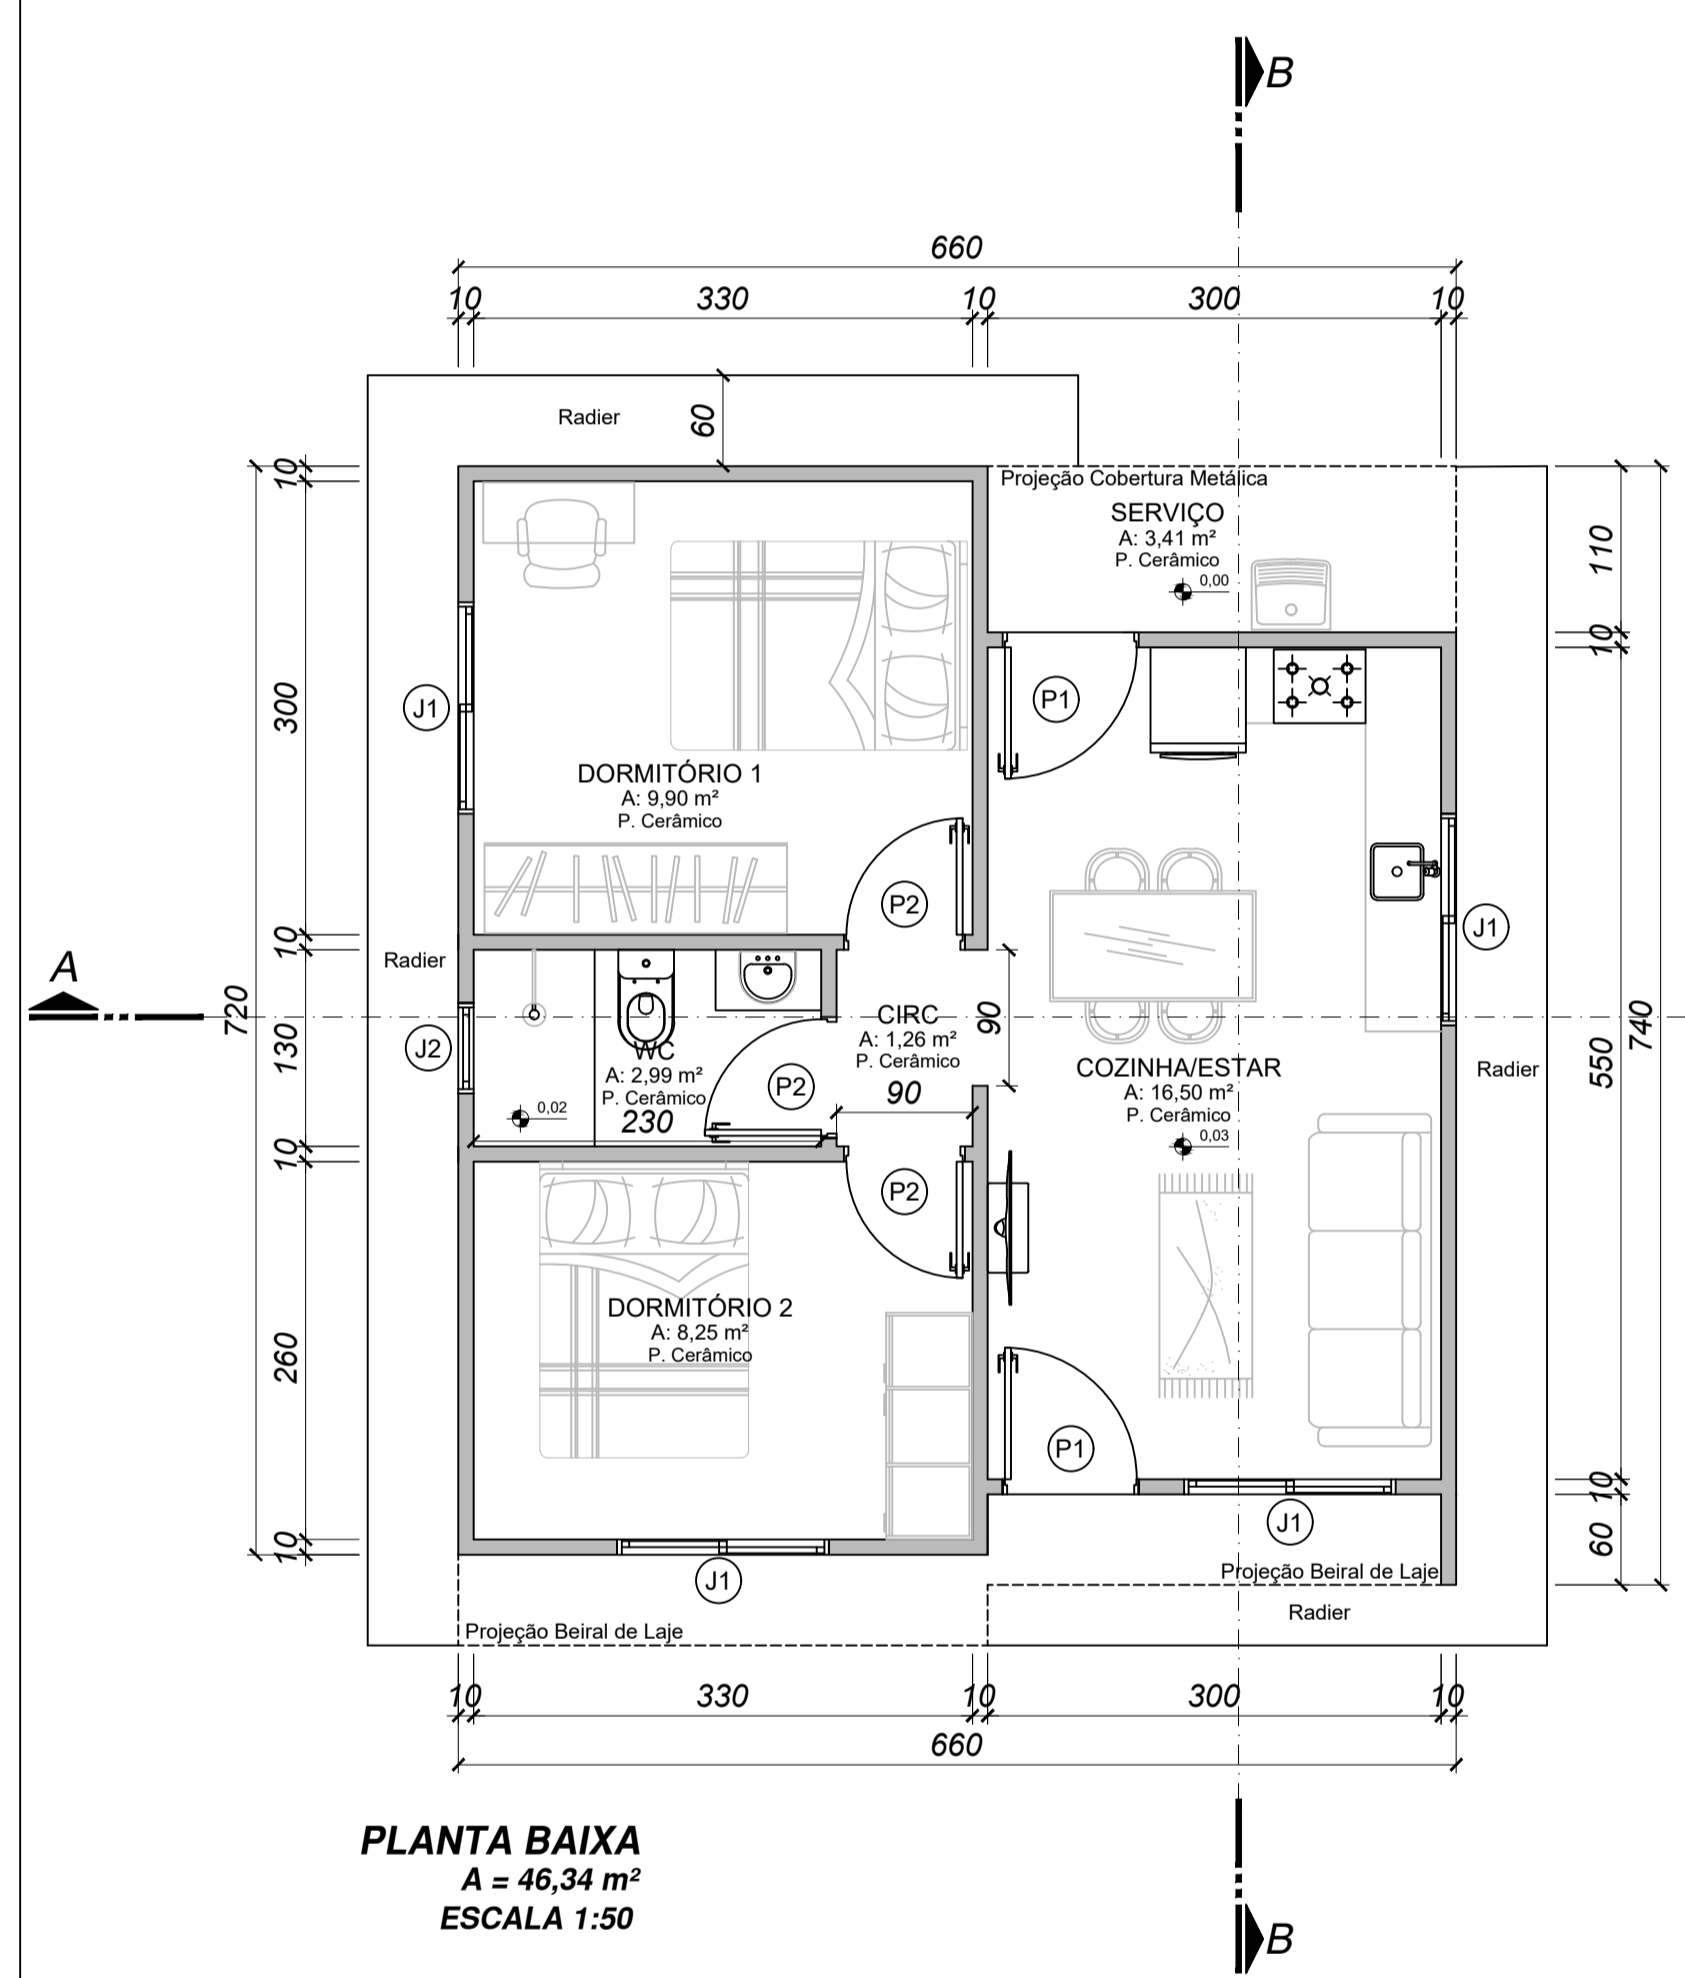 B
660
10 330 10 300 10
Radier
60
10
Projeção Cobertura Metálica
SERVIÇO
A: 3,41 m²
P. Cerâmico
0,00
110
10
P1
J1
300
DORMITÓRIO 1
A: 9,90 m²
P. Cerâmico
P2
J1
10
Radier
A
720
90
CIRC
A: 1,26 m²
P. Cerâmico
90
J2
130
WC
A: 2,99 m²
P. Cerâmico
0,02
230
P2
COZINHA/ESTAR
A: 16,50 m²
P. Cerâmico
0,03
Radier
550
740
10
P2
DORMITÓRIO 2
A: 8,25 m²
P. Cerâmico
260
P1
10
J1
60
10
J1
Projeção Beiral de Laje
Radier
Projeção Beiral de Laje
10 330 10 300 10
660
PLANTA BAIXA
A = 46,34 m²
ESCALA 1:50
B